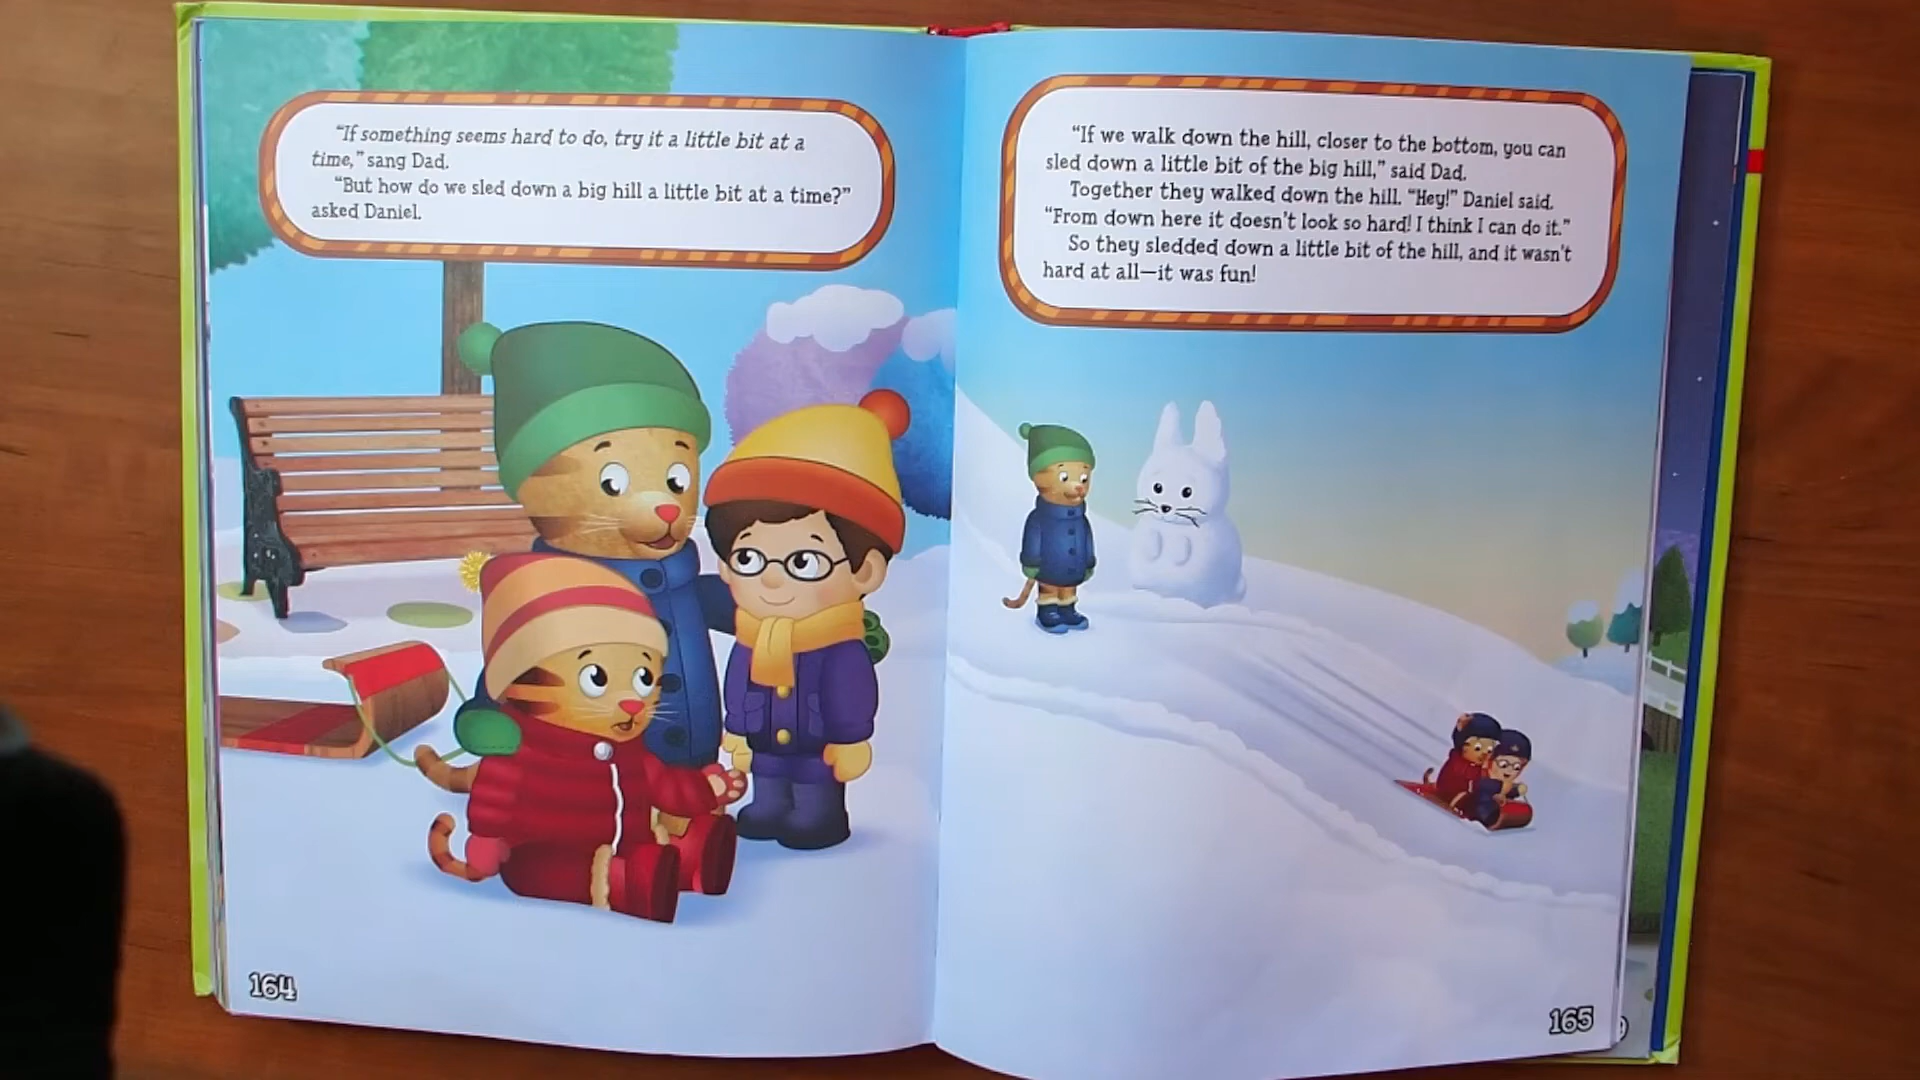 “If something seems hard to do, try it a little bit at a
time,” sang Dad.
“But how do we sled down a big hill a little bit at a time?”
asked Daniel.
164
“If we walk down the hill, closer to the bottom, you can
sled down a little bit of the big hill,” said Dad.
Together they walked down the hill. “Hey!” Daniel said.
“From down here it doesn’t look so hard! I think I can do it.”
So they sledded down a little bit of the hill, and it wasn’t
hard at all—it was fun!
165